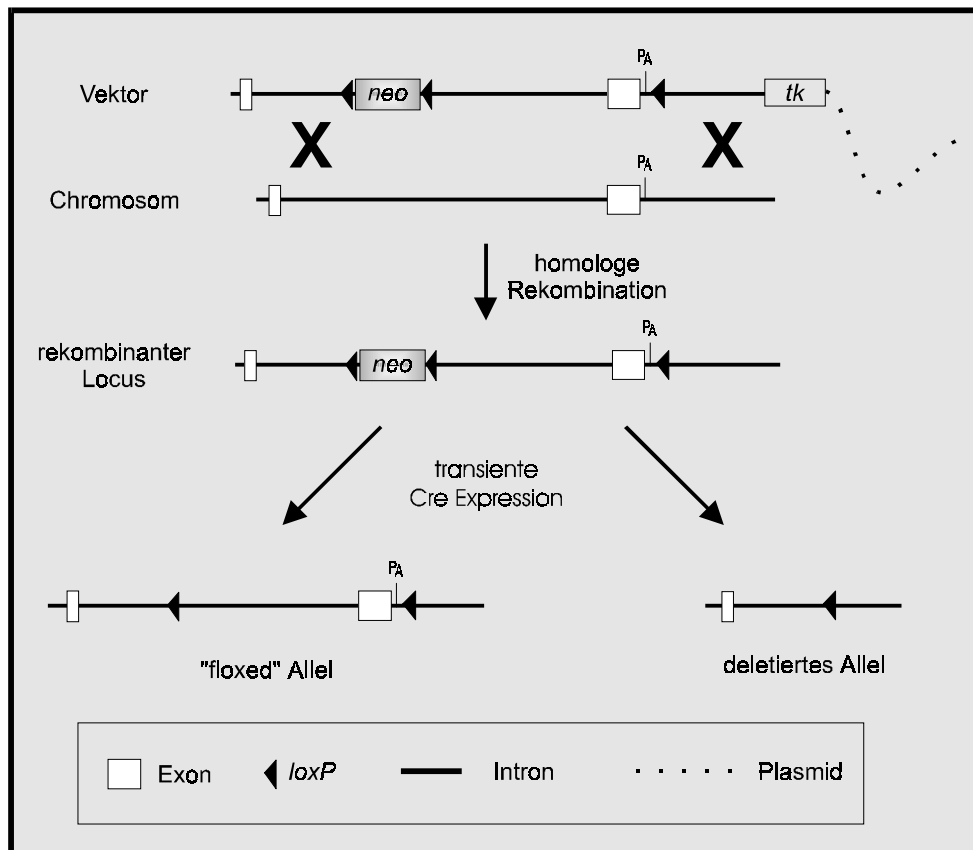 PA
Vektor
neo
tk
PA
Chromosom
homologe
Rekombination
PA
rekombinanter
Locus
neo
transiente
Cre Expression
PA
"floxed" Allel
deletiertes Allel
Exon
loxP
Intron
Plasmid